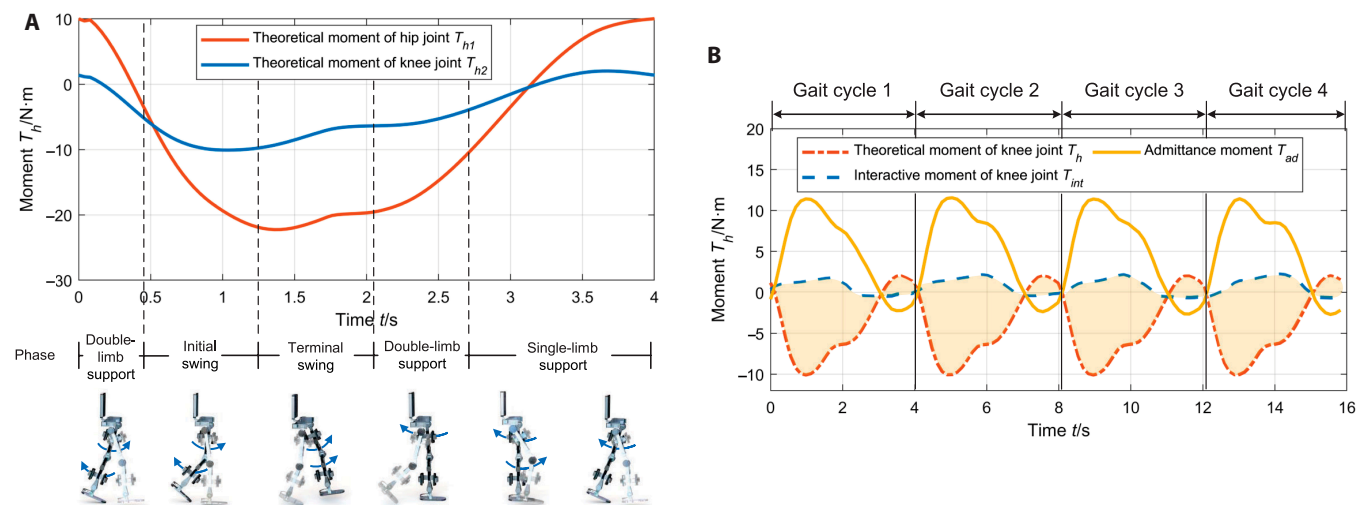 A
Theoretical moment of hip joint T_h1
Theoretical moment of knee joint T_h2
Moment T_h/N·m
10
0
−10
−20
−30
0
0.5
1
1.5
2
2.5
3
3.5
4
Time t/s
Phase
Double-
limb
support
Initial
swing
Terminal
swing
Double-limb
support
Single-limb
support
B
Gait cycle 1
Gait cycle 2
Gait cycle 3
Gait cycle 4
Theoretical moment of knee joint T_h
Admittance moment T_ad
Interactive moment of knee joint T_int
Moment T_h/N·m
20
15
10
5
0
−5
−10
0
2
4
6
8
10
12
14
16
Time t/s